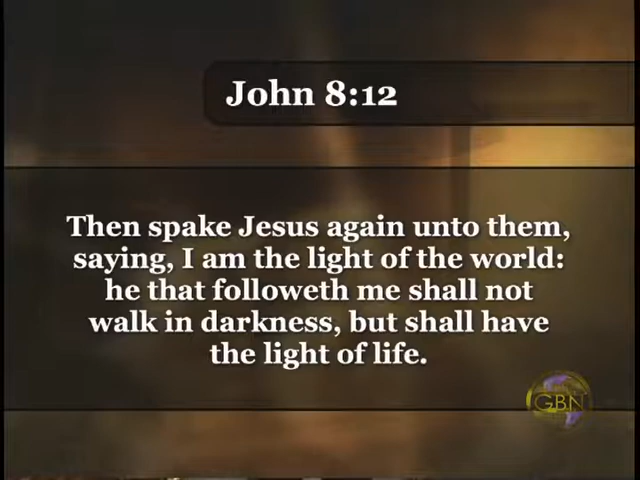 John 8:12
Then spake Jesus again unto them,
saying, I am the light of the world:
he that followeth me shall not
walk in darkness, but shall have
the light of life.
GBN